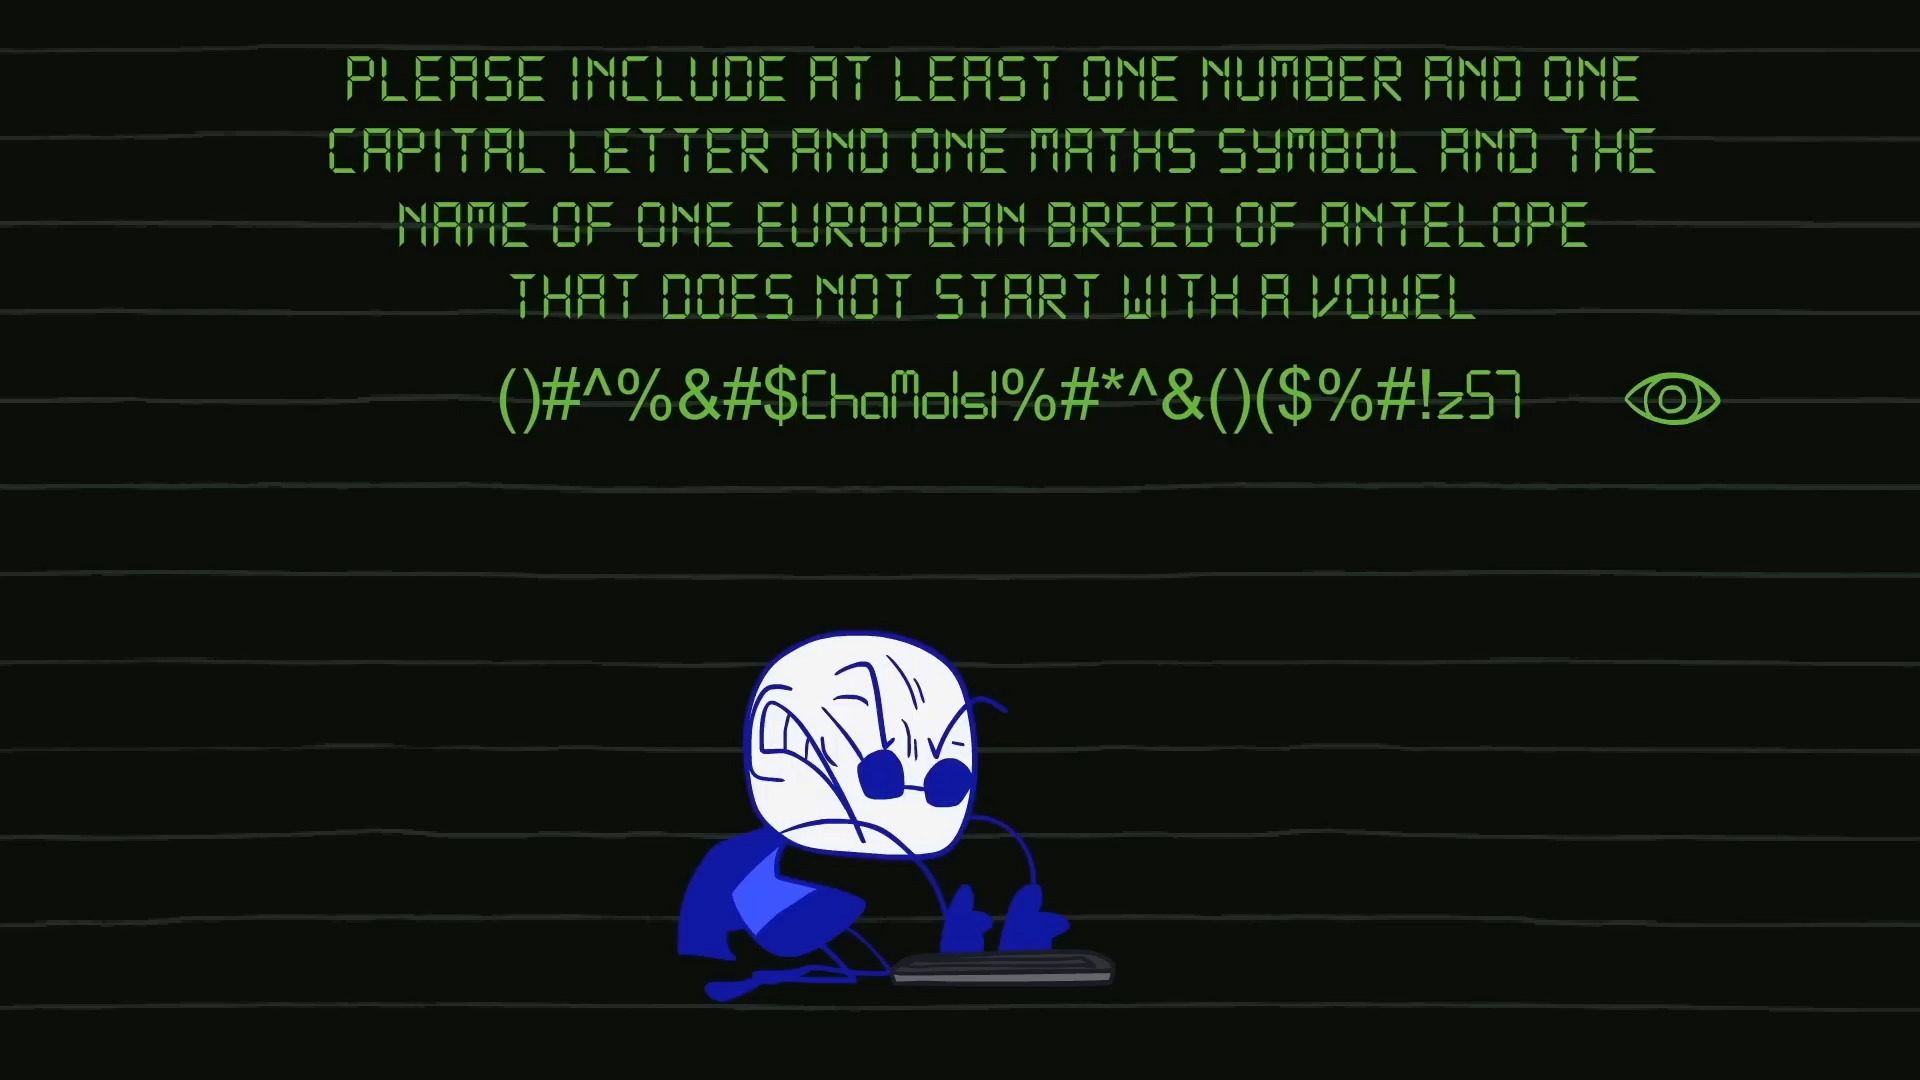 PLEASE INCLUDE AT LEAST ONE NUMBER AND ONE
CAPITAL LETTER AND ONE MATHS SYMBOL AND THE
NAME OF ONE EUROPEAN BREED OF ANTELOPE
THAT DOES NOT START WITH A VOWEL
()#^%&#$ChaMoIsI%#*^&()($%#!z57